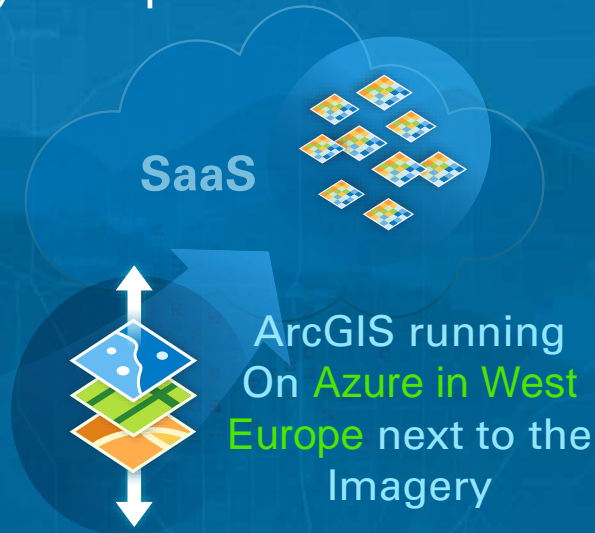 SaaS
ArcGIS running
On Azure in West
Europe next to the
Imagery